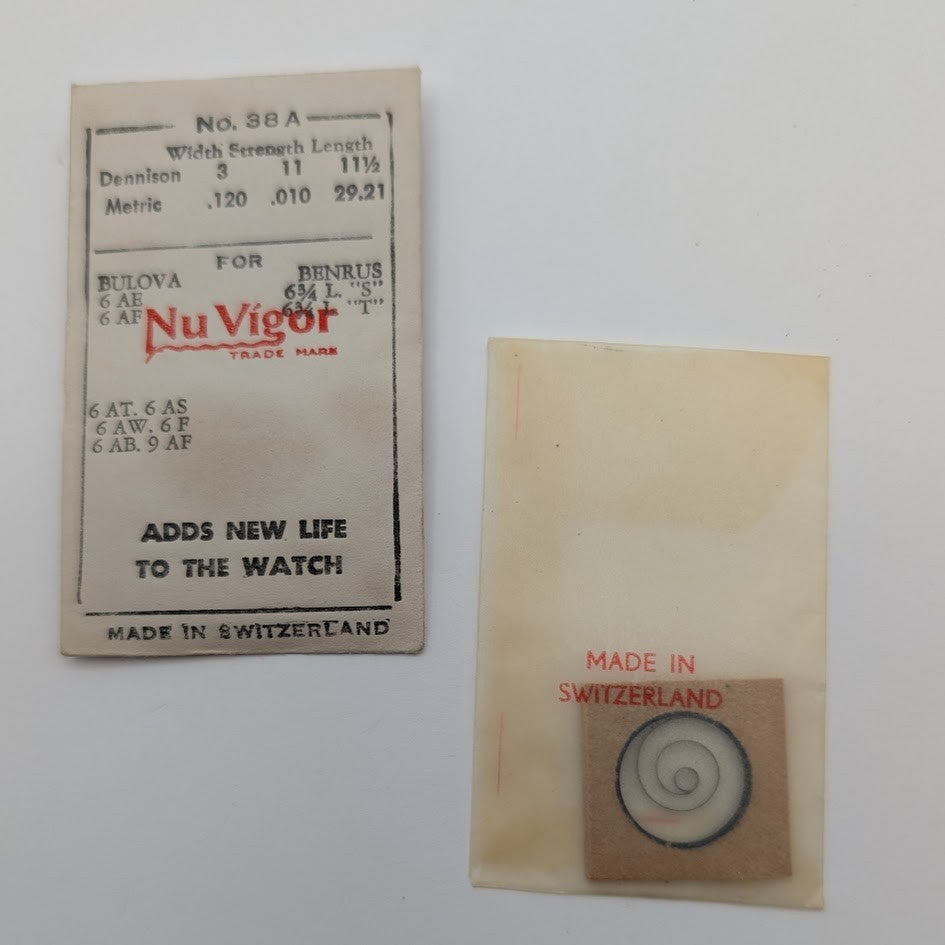 No. 38 A
Width Strength Length
Dennison 3 11 11½
Metric .120 .010 29.21
FOR
BULOVA BENRUS
6 AE 6¾ L. "S"
6 AF 6¾ L "T"
Nu Vigor
TRADE MARK
6 AT. 6 AS
6 AW. 6 F
6 AB. 9 AF
ADDS NEW LIFE
TO THE WATCH
MADE IN SWITZERLAND
MADE IN
SWITZERLAND